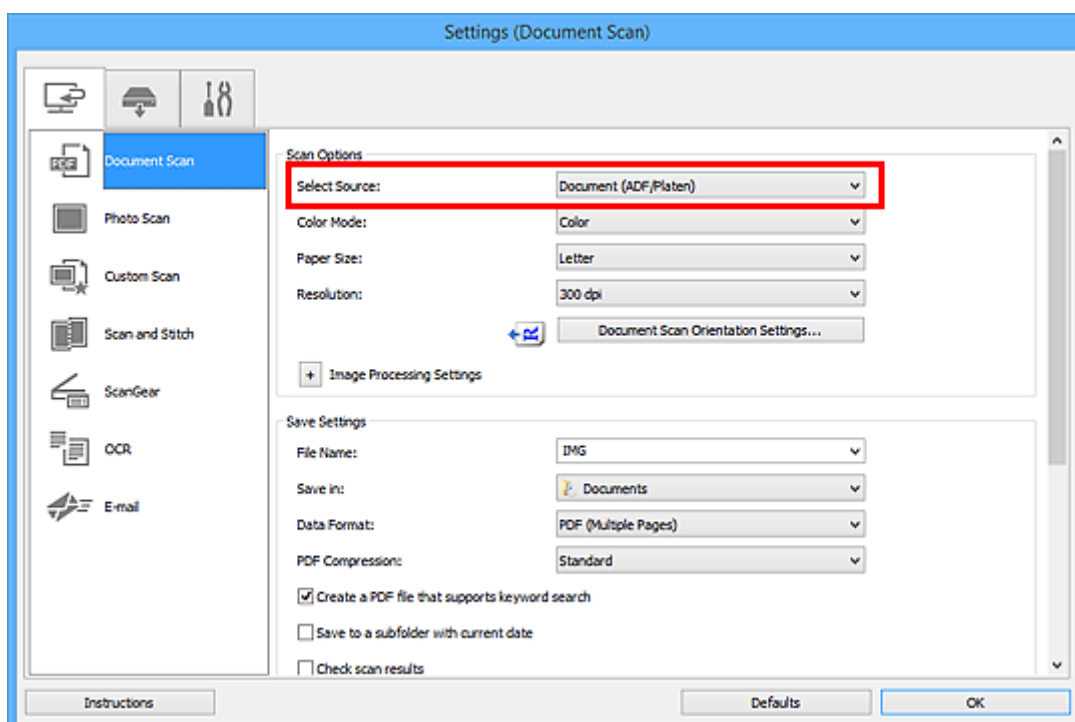 Settings (Document Scan)
PDF
Document Scan
Photo Scan
Custom Scan
Scan and Stitch
ScanGear
OCR
E-mail
Scan Options
Select Source: Document (ADF/Platen)
Color Mode: Color
Paper Size: Letter
Resolution: 300 dpi
R Document Scan Orientation Settings...
+ Image Processing Settings
Save Settings
File Name: IMG
Save in: Documents
Data Format: PDF (Multiple Pages)
PDF Compression: Standard
Create a PDF file that supports keyword search
Save to a subfolder with current date
Check scan results
Instructions Defaults OK